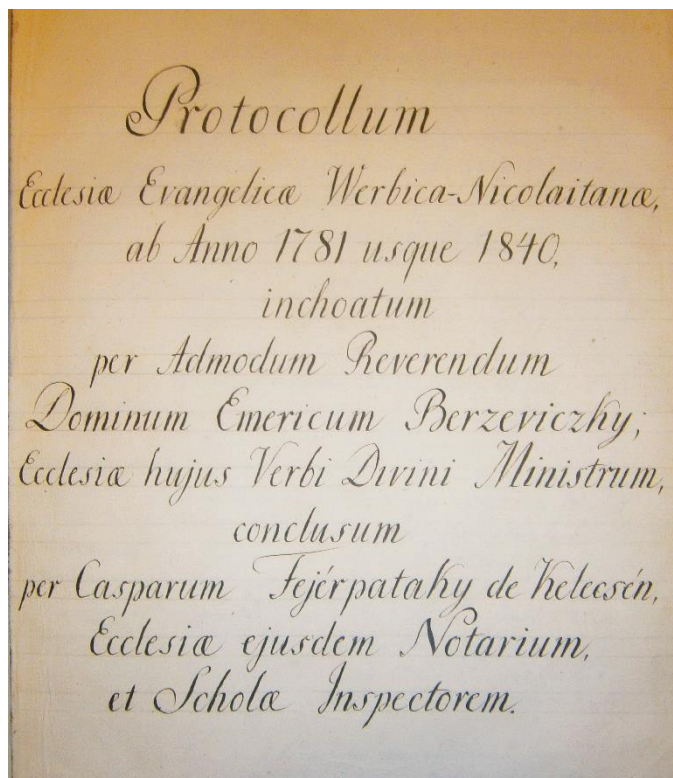 Protocollum
Ecclesiæ Evangelicæ Werbica-Nicolaitanæ,
ab Anno 1781 usque 1840,
inchoatum
per Admodum Reverendum
Dominum Emericum Berzeviczky;
Ecclesiæ hujus Verbi Divini Ministrum,
conclusum
per Casparum Fejérpataky de Kelecsén,
Ecclesiæ ejusdem Notarium,
et Scholæ Inspectorem.